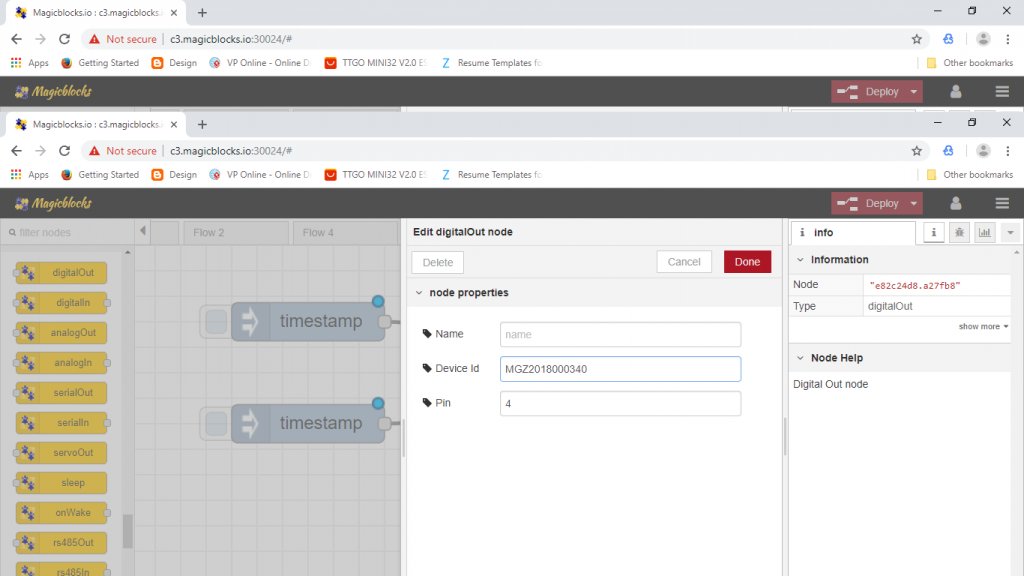 Magicblocks.io : c3.magicblocks.
Not secure | c3.magicblocks.io:30024/#
Apps Getting Started Design VP Online - Online D TTGO MINI32 V2.0 ES Resume Templates fo Other bookmarks
Magicblocks Deploy
Magicblocks.io : c3.magicblocks.
Not secure | c3.magicblocks.io:30024/#
Apps Getting Started Design VP Online - Online D TTGO MINI32 V2.0 ES Resume Templates fo Other bookmarks
Magicblocks Deploy
filter nodes
digitalOut
digitalIn
analogOut
analogIn
serialOut
serialIn
servoOut
sleep
onWake
rs485Out
rs485In
Flow 2 Flow 4
timestamp
timestamp
Edit digitalOut node
Delete Cancel Done
node properties
Name name
Device Id MGZ2018000340
Pin 4
i info i
Information
Node "e82c24d8.a27fb8"
Type digitalOut
show more
Node Help
Digital Out node